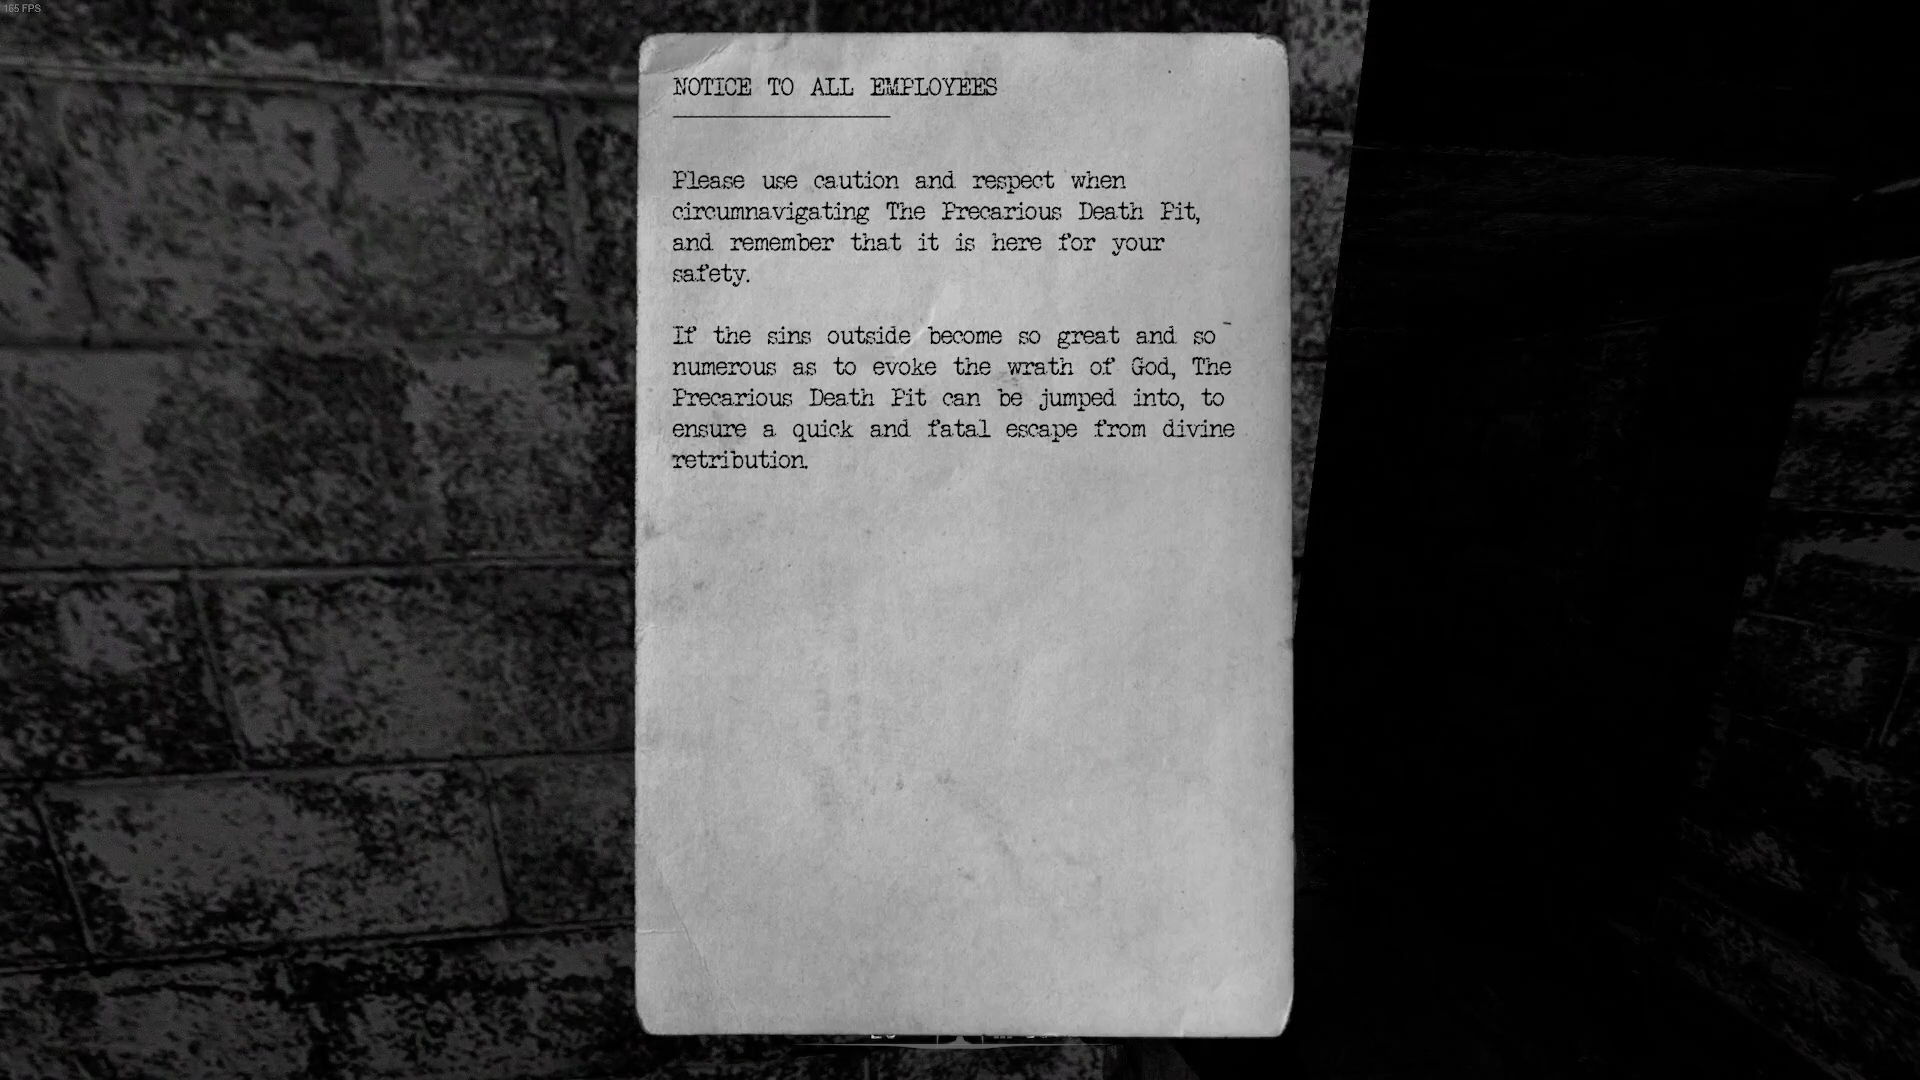 165 FPS
NOTICE TO ALL EMPLOYEES
Please use caution and respect when
circumnavigating The Precarious Death Pit,
and remember that it is here for your
safety.
If the sins outside become so great and so
numerous as to evoke the wrath of God, The
Precarious Death Pit can be jumped into, to
ensure a quick and fatal escape from divine
retribution.